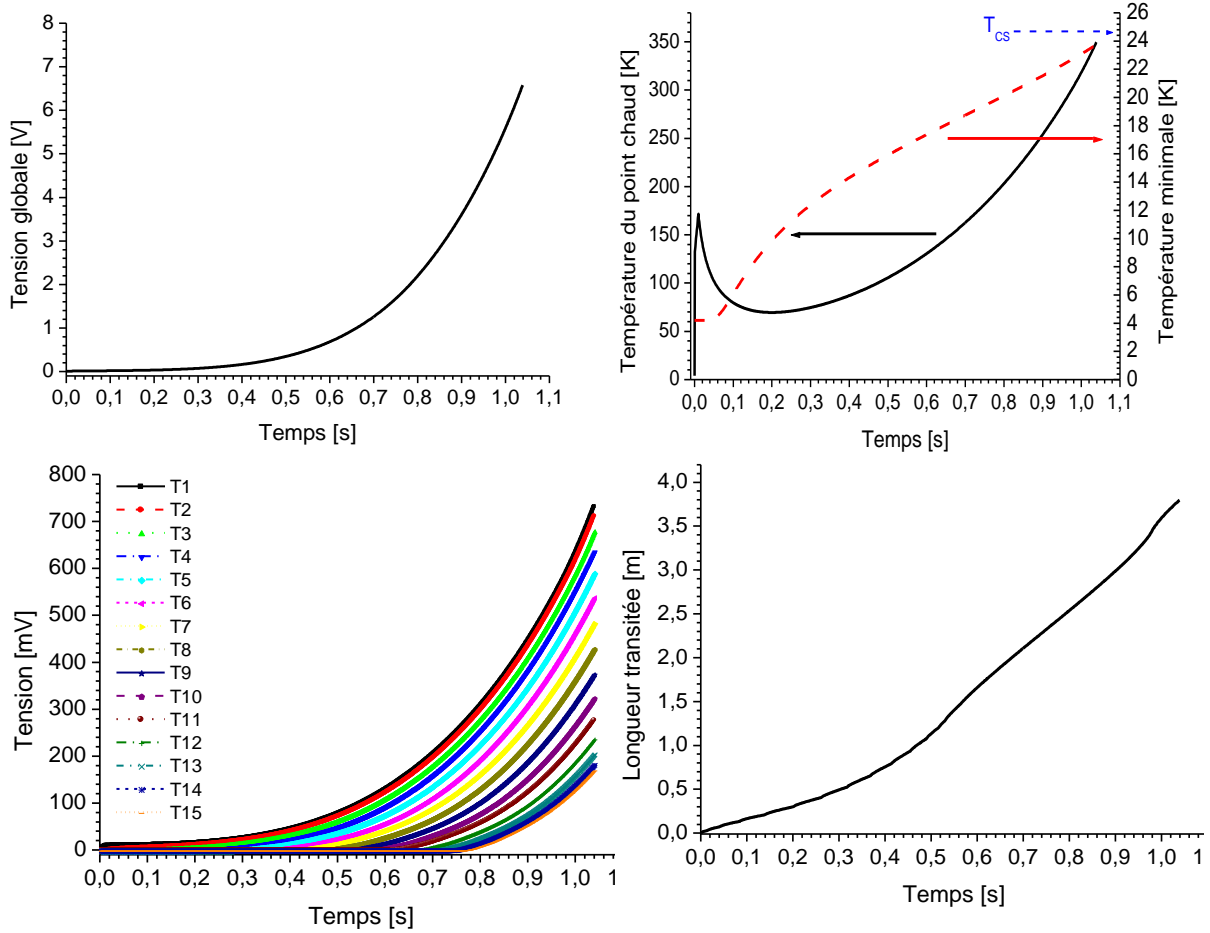 Tension globale [V]
8
7
6
5
4
3
2
1
0
0,0 0,1 0,2 0,3 0,4 0,5 0,6 0,7 0,8 0,9 1,0 1,1
Temps [s]
Température du point chaud [K]
350
300
250
200
150
100
50
0
T_CS
26
24
22
20
18
16
14
12
10
8
6
4
2
0
Température minimale [K]
0,0 0,1 0,2 0,3 0,4 0,5 0,6 0,7 0,8 0,9 1,0 1,1
Temps [s]
Tension [mV]
800
700
600
500
400
300
200
100
0
T1
T2
T3
T4
T5
T6
T7
T8
T9
T10
T11
T12
T13
T14
T15
0,0 0,1 0,2 0,3 0,4 0,5 0,6 0,7 0,8 0,9 1,0 1
Temps [s]
Longueur transitée [m]
4,0
3,5
3,0
2,5
2,0
1,5
1,0
0,5
0,0
0,0 0,1 0,2 0,3 0,4 0,5 0,6 0,7 0,8 0,9 1,0 1,1
Temps [s]